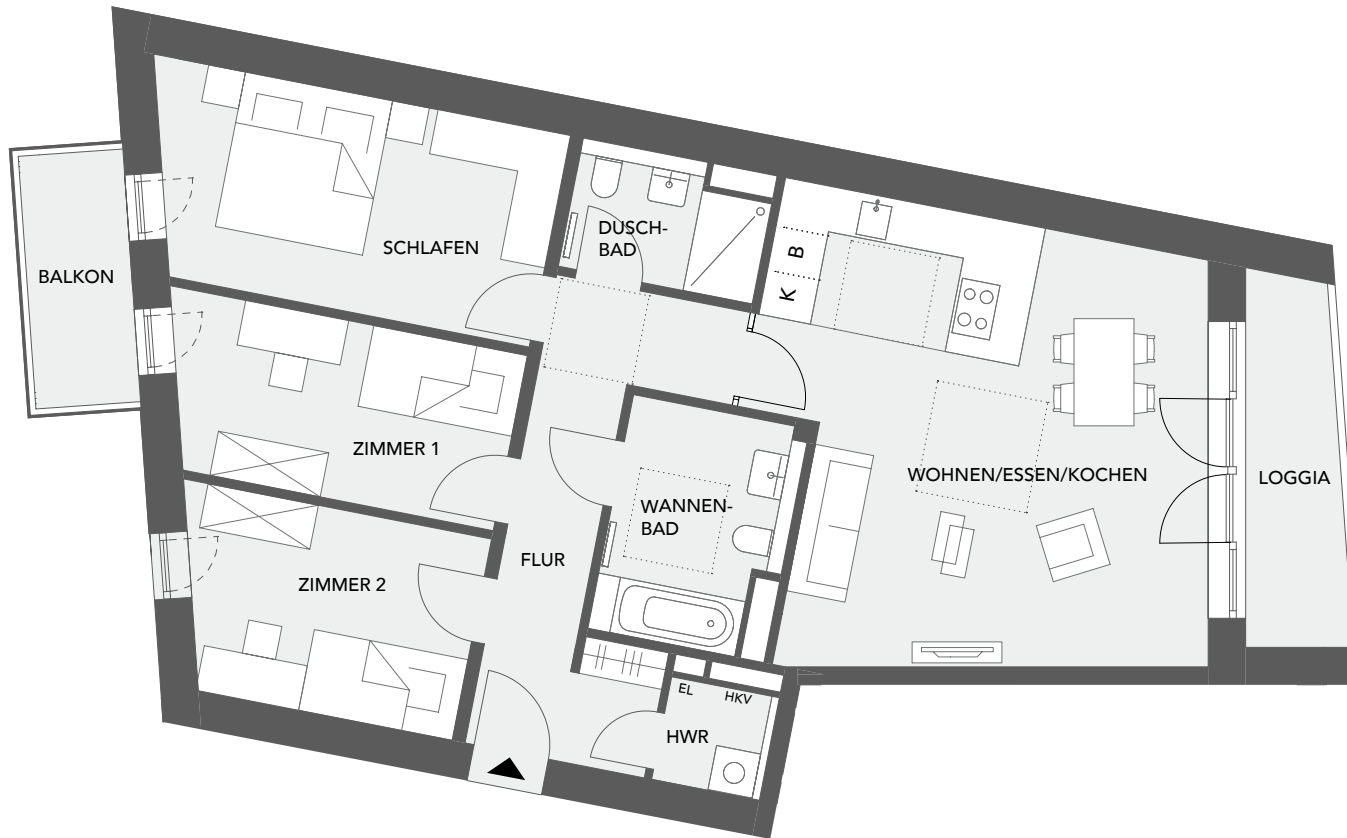 SCHLAFEN
DUSCH-
BAD
B
K
BALKON
ZIMMER 1
WOHNEN/ESSEN/KOCHEN
LOGGIA
WANNEN-
BAD
FLUR
ZIMMER 2
EL
HKV
HWR